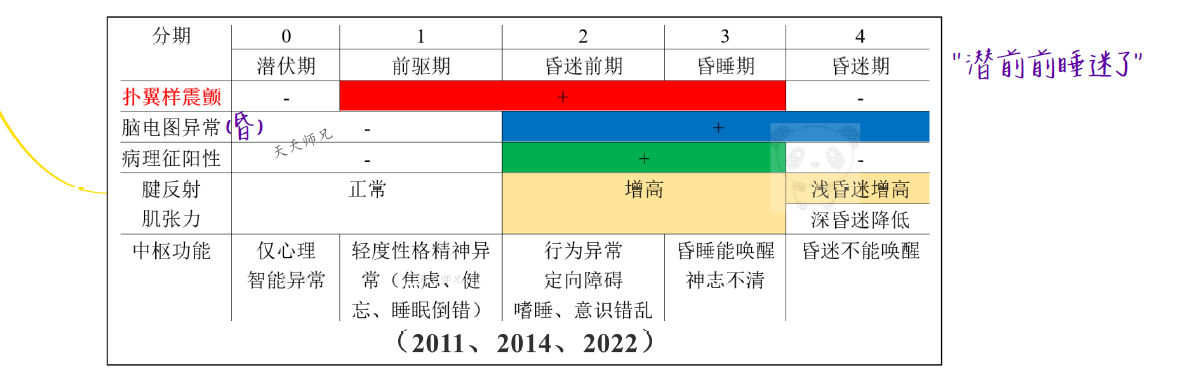 分期 0 1 2 3 4
潜伏期 前驱期 昏迷前期 昏睡期 昏迷期
"潜前前睡迷了"
扑翼样震颤 - + -
脑电图异常(昏) - +
天天师兄
病理征阳性 - + -
腱反射 正常 增高 浅昏迷增高
肌张力 深昏迷降低
中枢功能 仅心理 轻度性格精神异 行为异常 昏睡能唤醒 昏迷不能唤醒
智能异常 常（焦虑、健 定向障碍 神志不清
忘、睡眠倒错） 嗜睡、意识错乱
（2011、2014、2022）